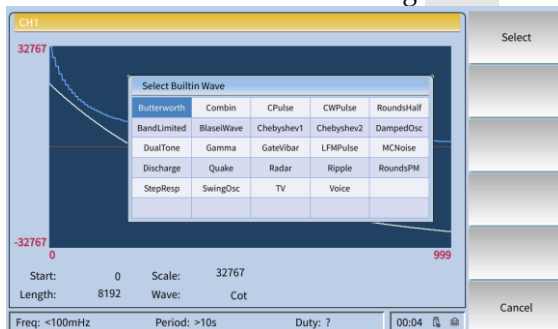 CH1
32767
Select Builtin Wave
Butterworth Combin CPulse CWPulse RoundsHalf
BandLimited BlaseiWave Chebyshev1 Chebyshev2 DampedOsc
DualTone Gamma GateVibar LFMPulse MCNoise
Discharge Quake Radar Ripple RoundsPM
StepResp SwingOsc TV Voice
-32767
0 999
Start: 0 Scale: 32767
Length: 8192 Wave: Cot
Freq: <100mHz Period: >10s Duty: ? 00:04
Select
Cancel